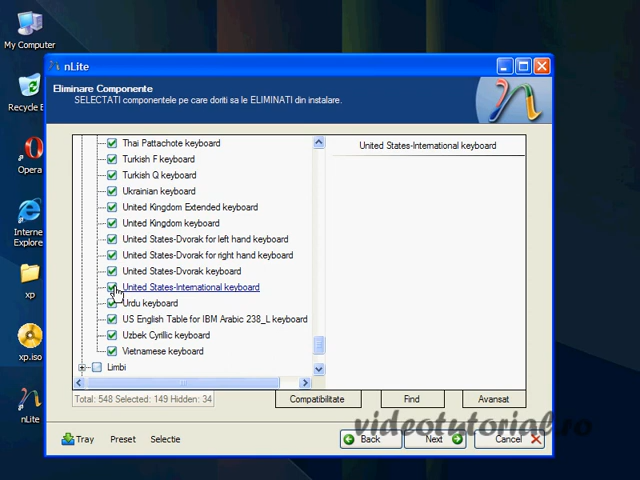 My Computer
Recycle B
Opera
Internet
Explorer
xp
xp.iso
nLite
nLite
Eliminare Componente
SELECTATI componentele pe care doriti sa le ELIMINATI din instalare.
Thai Pattachote keyboard
Turkish F keyboard
Turkish Q keyboard
Ukrainian keyboard
United Kingdom Extended keyboard
United Kingdom keyboard
United States-Dvorak for left hand keyboard
United States-Dvorak for right hand keyboard
United States-Dvorak keyboard
United States-International keyboard
Urdu keyboard
US English Table for IBM Arabic 238_L keyboard
Uzbek Cyrillic keyboard
Vietnamese keyboard
Limbi
United States-International keyboard
Total: 548 Selected: 149 Hidden: 34
Compatibilitate
Find
Avansat
videotutorial.ro
Tray
Preset
Selectie
Back
Next
Cancel